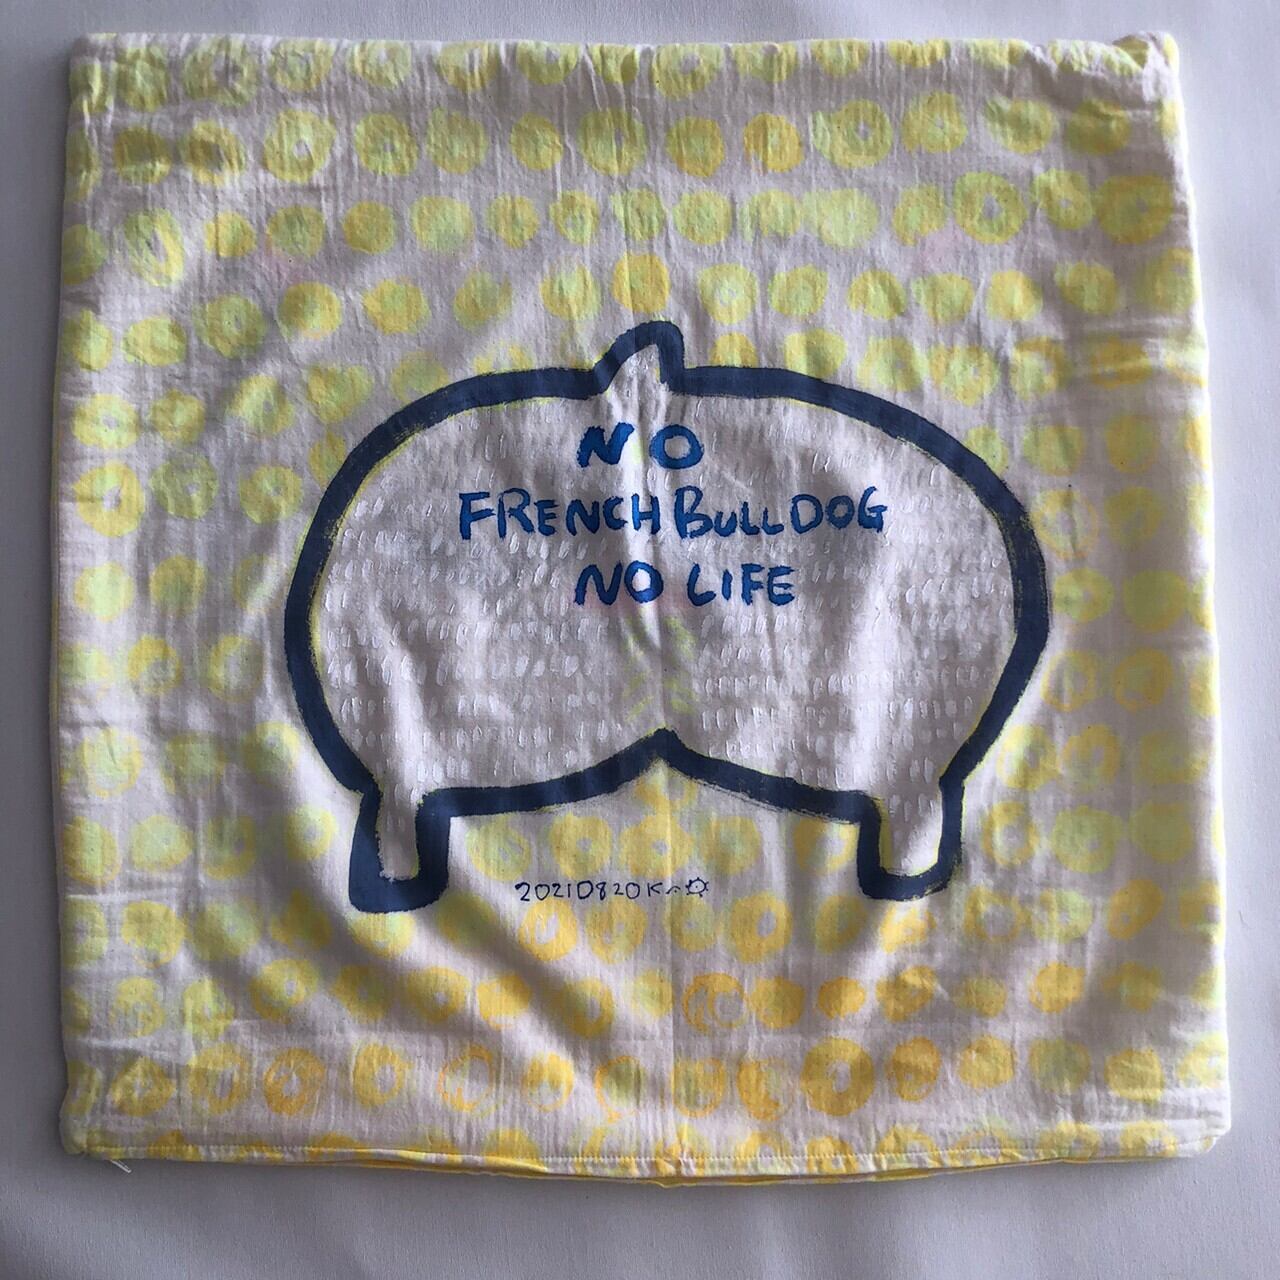 NO
FRENCH BULLDOG
NO LIFE
20210820